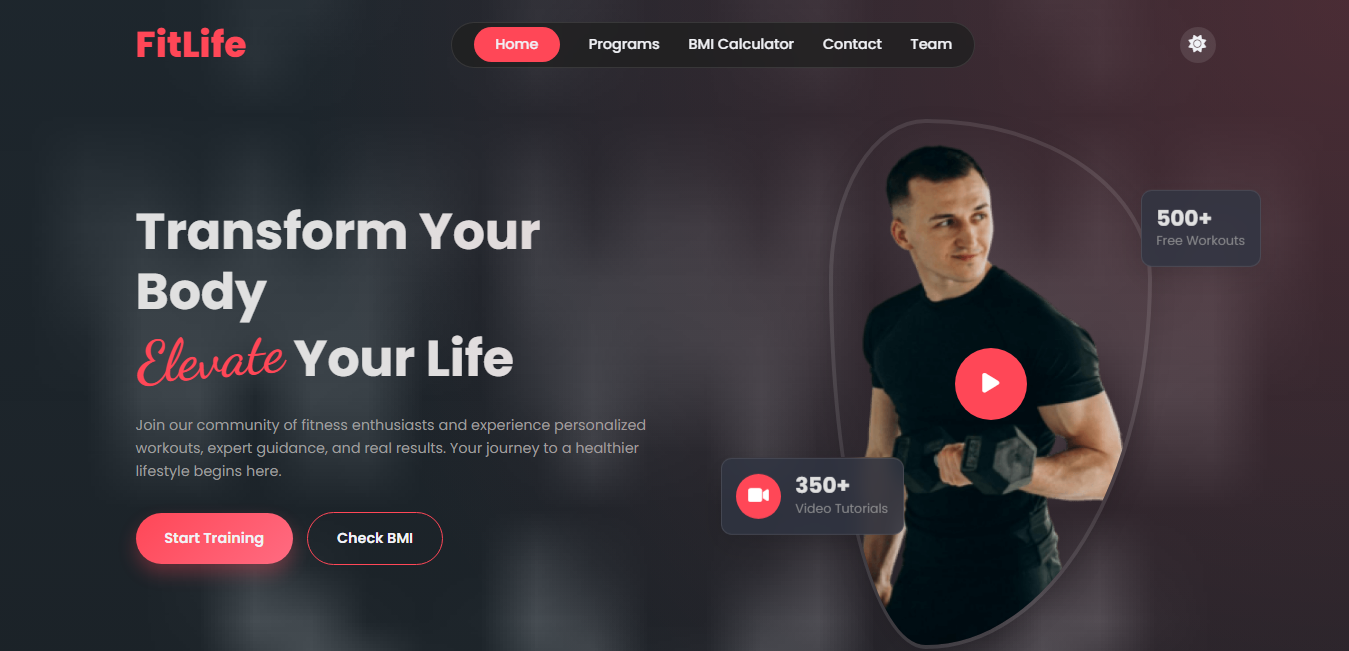 FitLife
Home Programs BMI Calculator Contact Team
Transform Your
Body
Elevate Your Life
Join our community of fitness enthusiasts and experience personalized
workouts, expert guidance, and real results. Your journey to a healthier
lifestyle begins here.
Start Training
Check BMI
500+
Free Workouts
350+
Video Tutorials